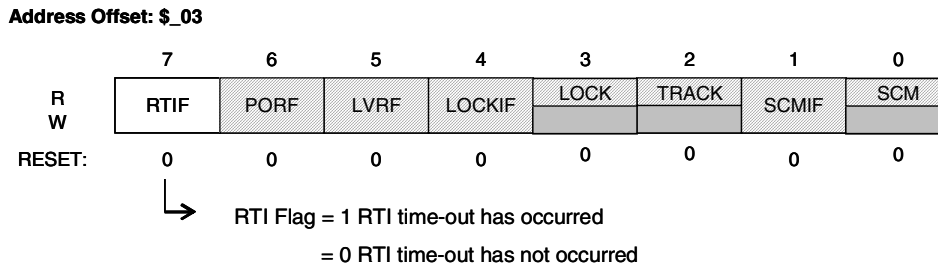 Address Offset: $_03
7 6 5 4 3 2 1 0
R RTIF PORF LVRF LOCKIF LOCK TRACK SCMIF SCM
W
RESET: 0 0 0 0 0 0 0 0
RTI Flag = 1 RTI time-out has occurred
= 0 RTI time-out has not occurred